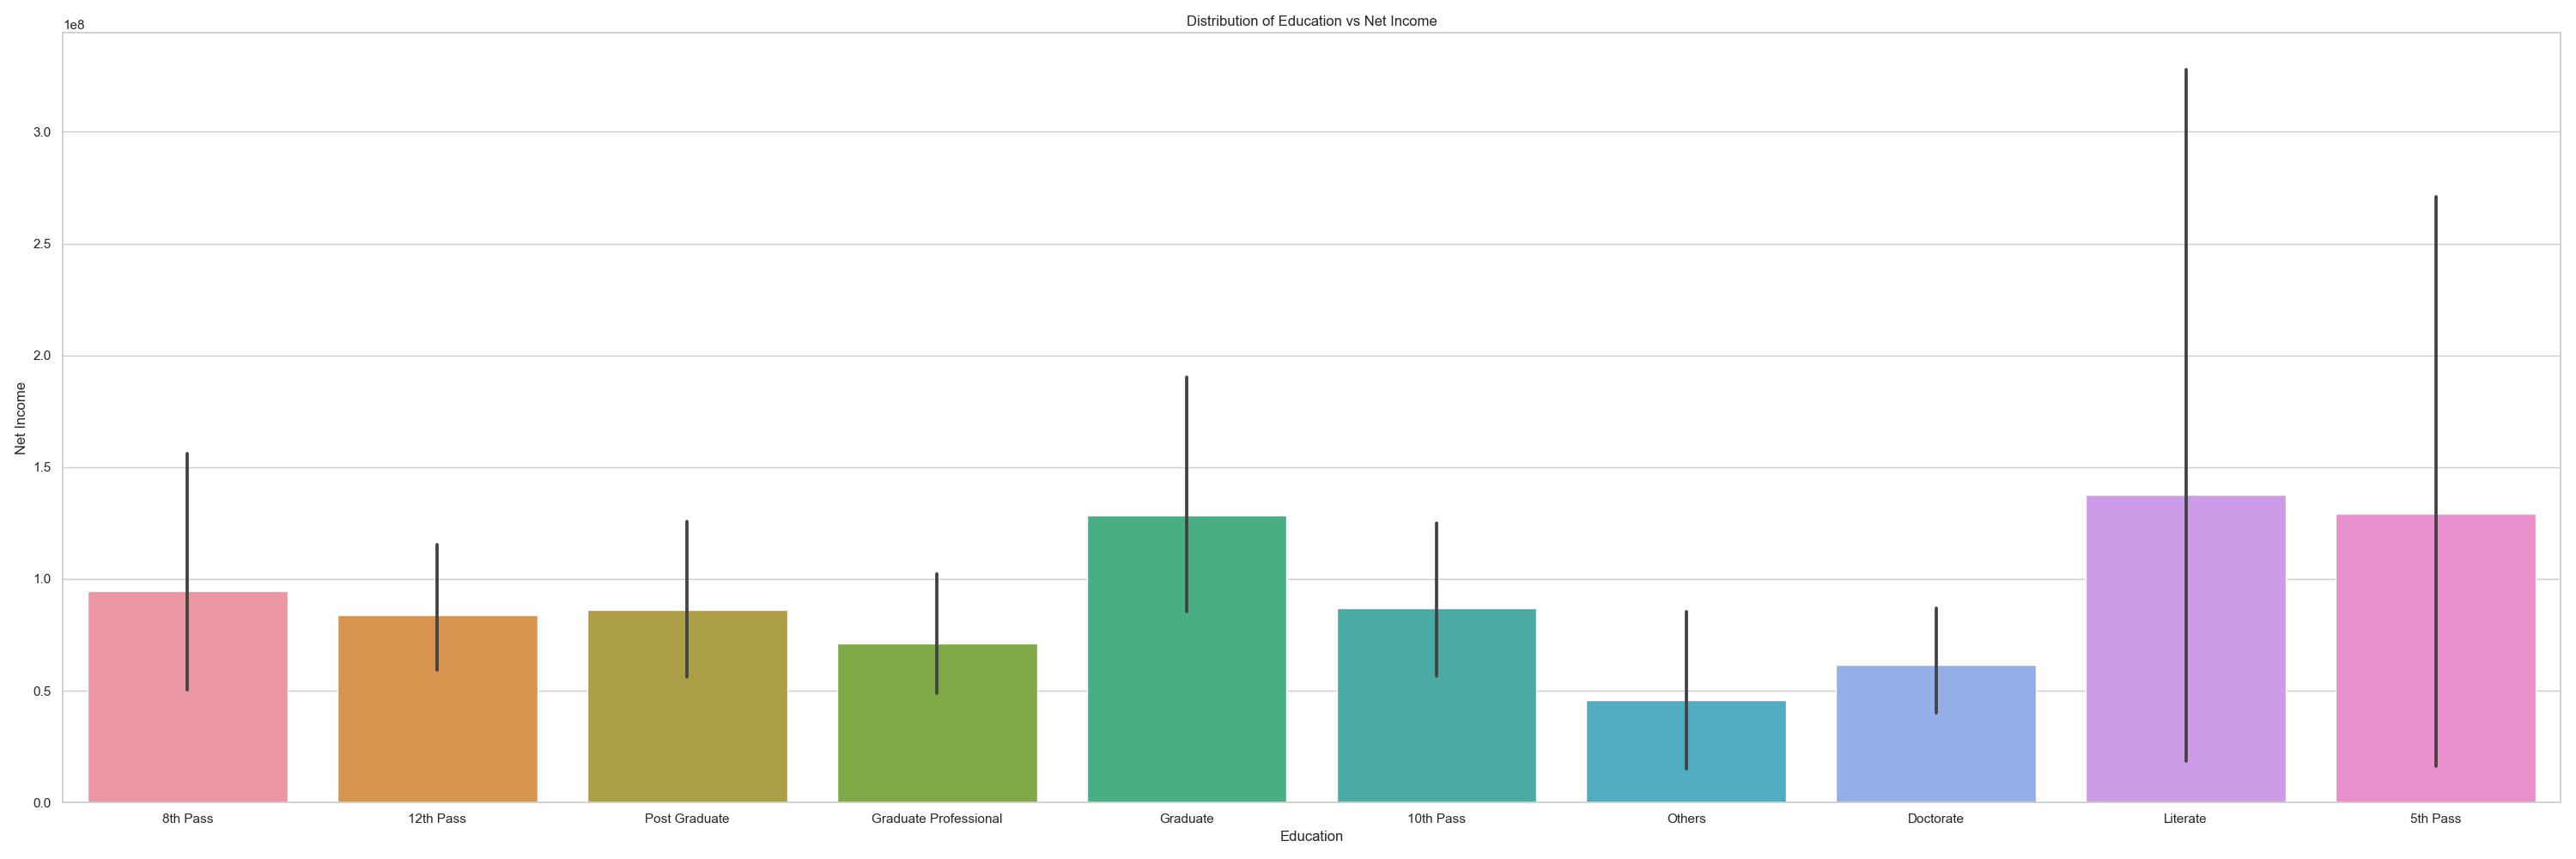 Distribution of Education vs Net Income
1e8
3.0
2.5
2.0
1.5
1.0
0.5
0.0
Net Income
8th Pass 12th Pass Post Graduate Graduate Professional Graduate 10th Pass Others Doctorate Literate 5th Pass
Education